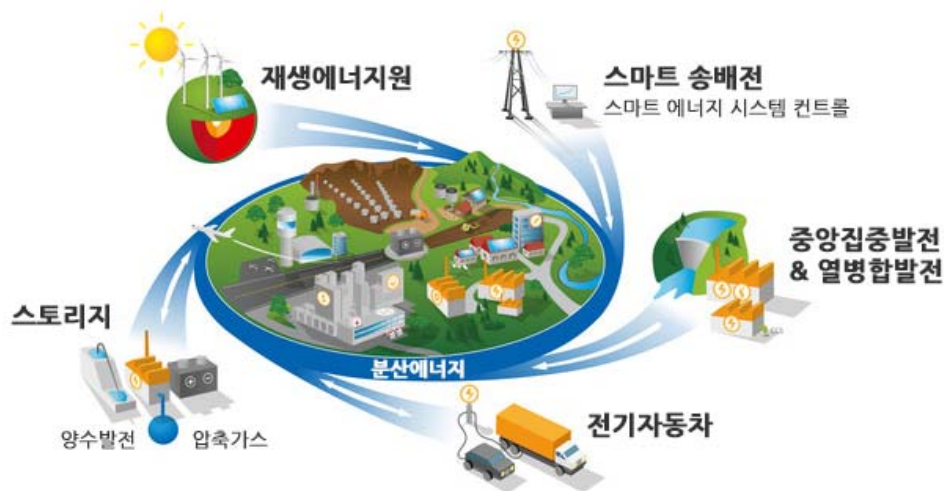 재생에너지원
스마트 송배전
스마트 에너지 시스템 컨트롤
중앙집중발전
& 열병합발전
스토리지
양수발전
압축가스
분산에너지
전기자동차